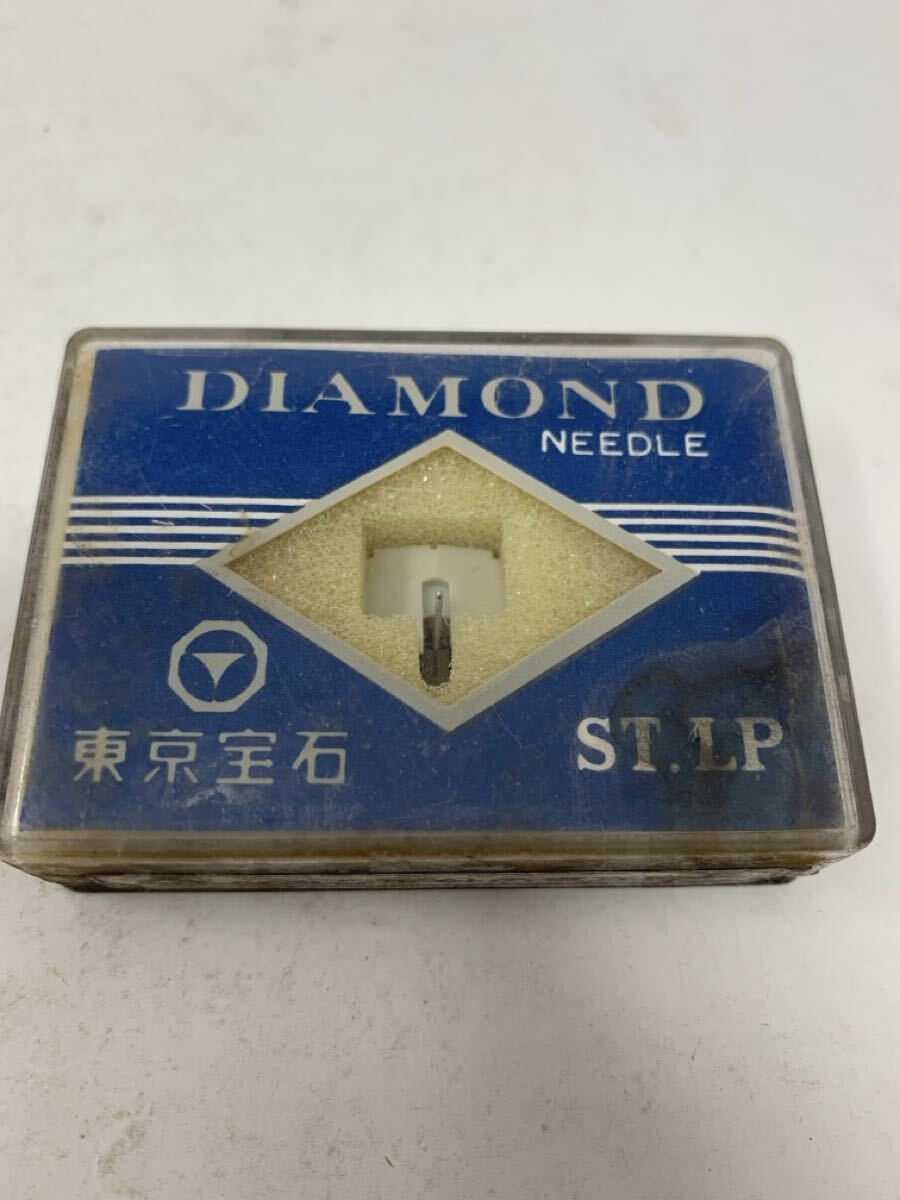 DIAMOND
NEEDLE
東京宝石
ST.LP